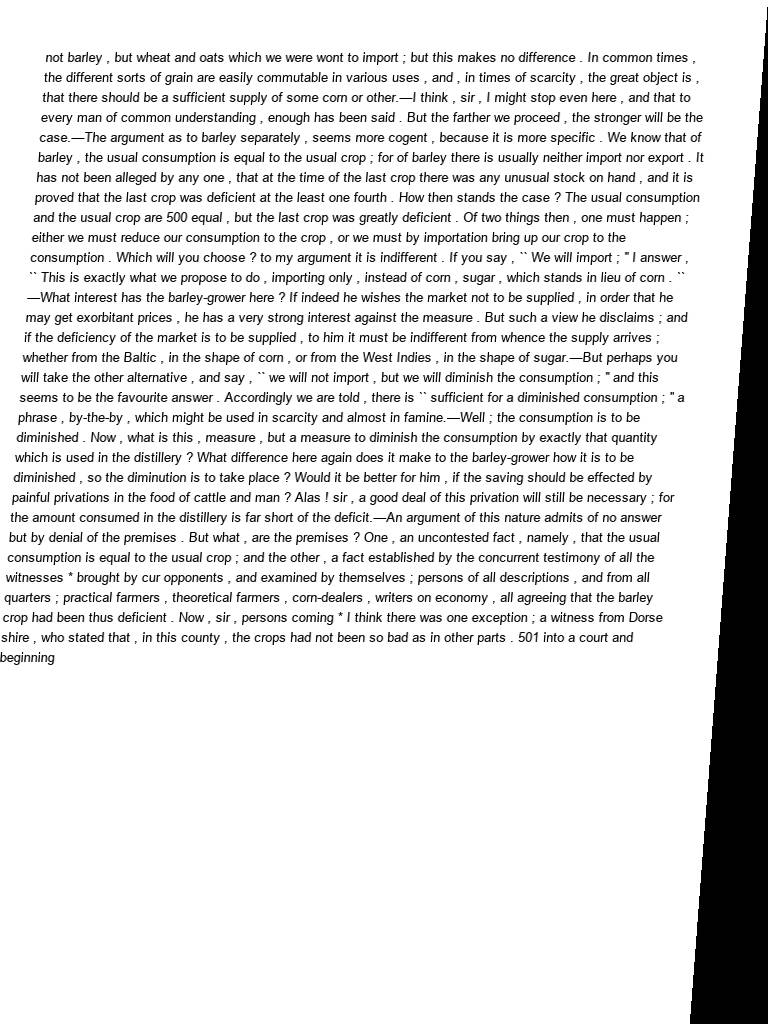 not barley , but wheat and oats which we were wont to import ; but this makes no difference . In common times ,
the different sorts of grain are easily commutable in various uses , and , in times of scarcity , the great object is ,
that there should be a sufficient supply of some corn or other.—I think , sir , I might stop even here , and that to
every man of common understanding , enough has been said . But the farther we proceed , the stronger will be the
case.—The argument as to barley separately , seems more cogent , because it is more specific . We know that of
barley , the usual consumption is equal to the usual crop ; for of barley there is usually neither import nor export . It
has not been alleged by any one , that at the time of the last crop there was any unusual stock on hand , and it is
proved that the last crop was deficient at the least one fourth . How then stands the case ? The usual consumption
and the usual crop are 500 equal , but the last crop was greatly deficient . Of two things then , one must happen ;
either we must reduce our consumption to the crop , or we must by importation bring up our crop to the
consumption . Which will you choose ? to my argument it is indifferent . If you say , `` We will import ; " I answer ,
`` This is exactly what we propose to do , importing only , instead of corn , sugar , which stands in lieu of corn . ``
—What interest has the barley-grower here ? If indeed he wishes the market not to be supplied , in order that he
may get exorbitant prices , he has a very strong interest against the measure . But such a view he disclaims ; and
if the deficiency of the market is to be supplied , to him it must be indifferent from whence the supply arrives ;
whether from the Baltic , in the shape of corn , or from the West Indies , in the shape of sugar.—But perhaps you
will take the other alternative , and say , `` we will not import , but we will diminish the consumption ; " and this
seems to be the favourite answer . Accordingly we are told , there is `` sufficient for a diminished consumption ; " a
phrase , by-the-by , which might be used in scarcity and almost in famine.—Well ; the consumption is to be
diminished . Now , what is this , measure , but a measure to diminish the consumption by exactly that quantity
which is used in the distillery ? What difference here again does it make to the barley-grower how it is to be
diminished , so the diminution is to take place ? Would it be better for him , if the saving should be effected by
painful privations in the food of cattle and man ? Alas ! sir , a good deal of this privation will still be necessary ; for
the amount consumed in the distillery is far short of the deficit.—An argument of this nature admits of no answer
but by denial of the premises . But what , are the premises ? One , an uncontested fact , namely , that the usual
consumption is equal to the usual crop ; and the other , a fact established by the concurrent testimony of all the
witnesses * brought by cur opponents , and examined by themselves ; persons of all descriptions , and from all
quarters ; practical farmers , theoretical farmers , corn-dealers , writers on economy , all agreeing that the barley
crop had been thus deficient . Now , sir , persons coming * I think there was one exception ; a witness from Dorse
shire , who stated that , in this county , the crops had not been so bad as in other parts . 501 into a court and
beginning